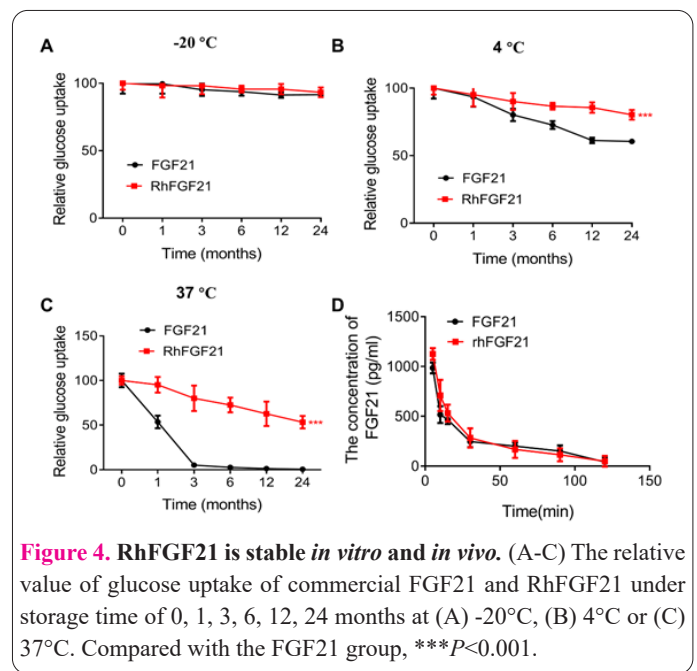 A
-20 °C
Relative glucose uptake
100
50
0
FGF21
RhFGF21
0 1 3 6 12 24
Time (months)
B
4 °C
Relative glucose uptake
100
50
0
***
FGF21
RhFGF21
0 1 3 6 12 24
Time (months)
C
37 °C
Relative glucose uptake
150
100
50
0
FGF21
RhFGF21
***
0 1 3 6 12 24
Time (months)
D
The concentration of
FGF21 (pg/ml)
1500
1000
500
0
FGF21
rhFGF21
0 50 100 150
Time(min)
Figure 4. RhFGF21 is stable in vitro and in vivo. (A-C) The relative
value of glucose uptake of commercial FGF21 and RhFGF21 under
storage time of 0, 1, 3, 6, 12, 24 months at (A) -20°C, (B) 4°C or (C)
37°C. Compared with the FGF21 group, ***P<0.001.